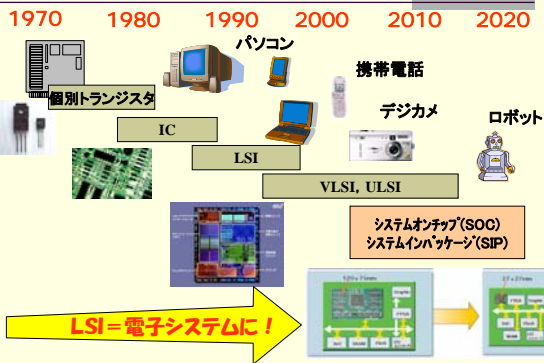 1970 1980 1990 2000 2010 2020
パソコン
携帯電話
デジカメ
ロボット
個別トランジスタ
IC
LSI
VLSI, ULSI
システムオンチップ(SOC)
システムインパッケージ(SIP)
LSI=電子システムに!